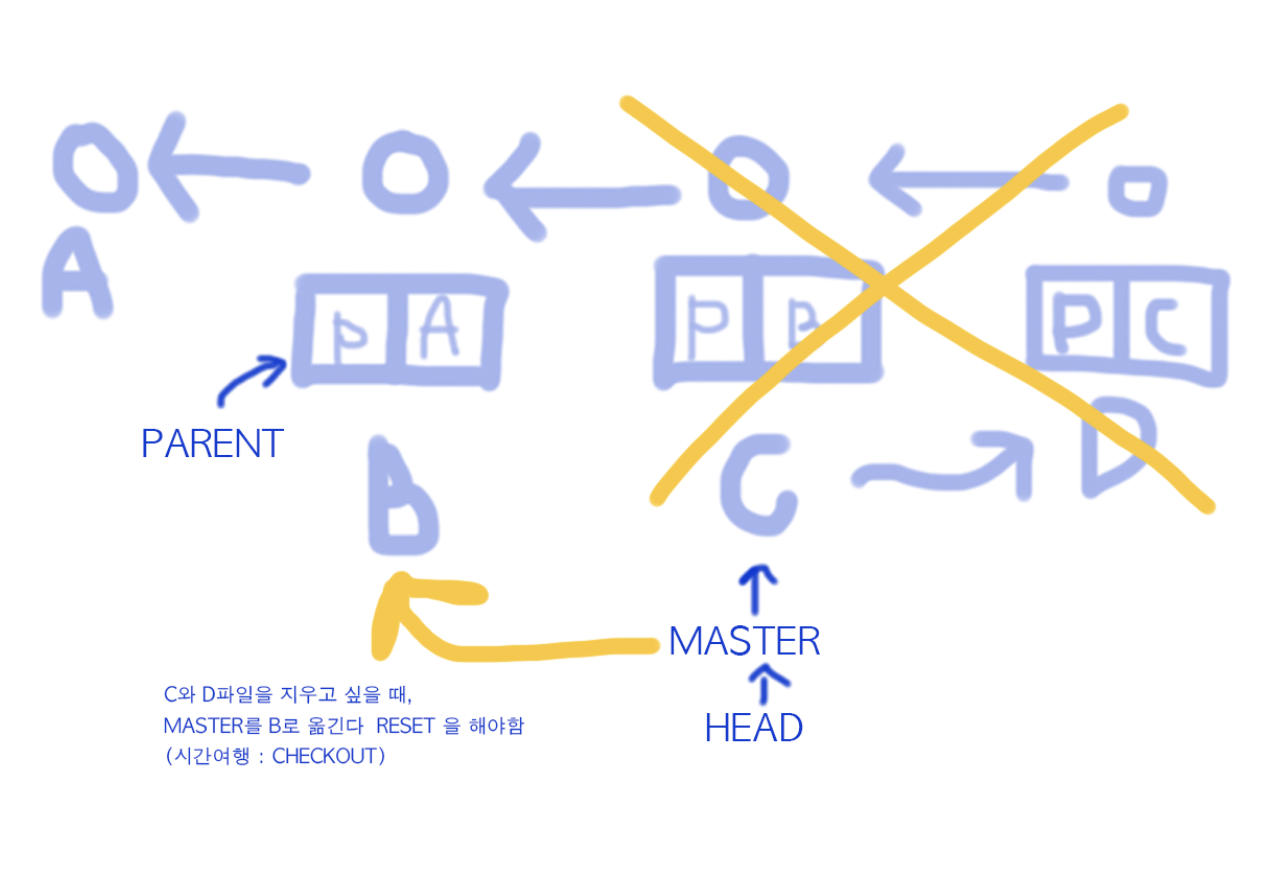 A
P A
P B
P C
PARENT
B
C
D
MASTER
HEAD
C와 D파일을 지우고 싶을 때,
MASTER를 B로 옮긴다 RESET 을 해야함
(시간여행 : CHECKOUT)